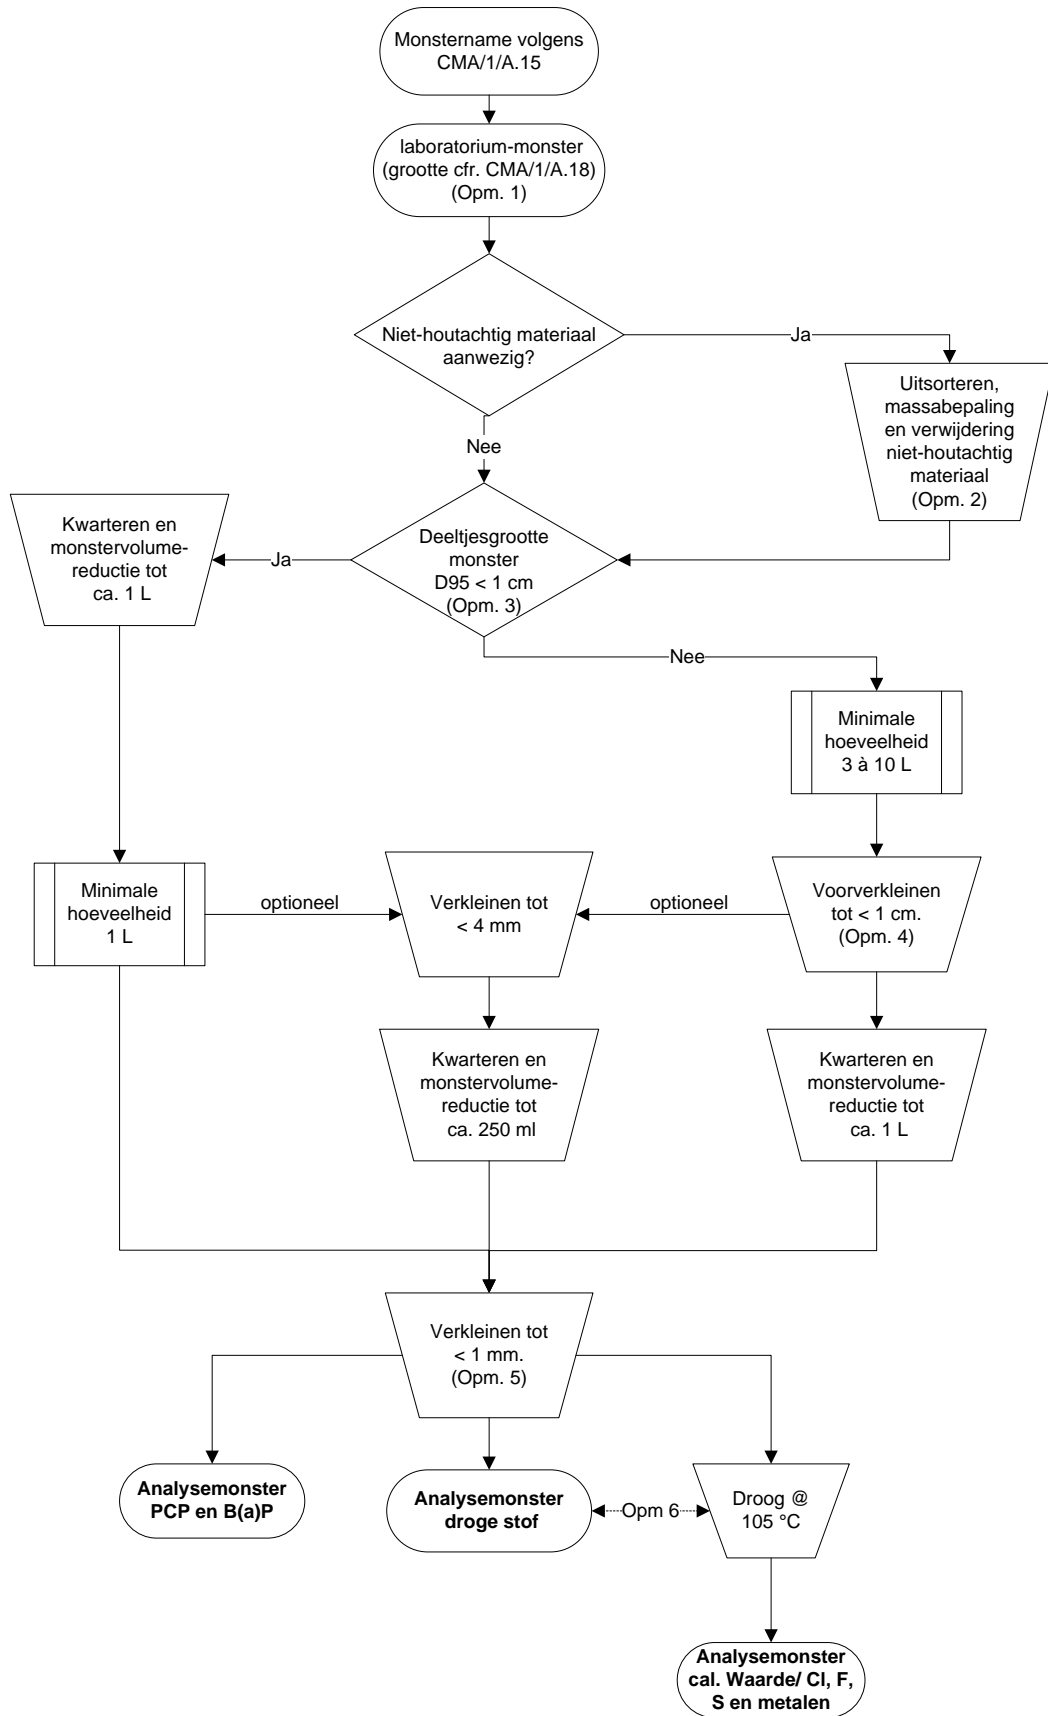 Monstername volgens
CMA/1/A.15
laboratorium-monster
(grootte cfr. CMA/1/A.18)
(Opm. 1)
Niet-houtachtig materiaal
aanwezig?
Ja
Uitsorteren,
massabepaling
en verwijdering
niet-houtachtig
materiaal
(Opm. 2)
Nee
Deeltjesgrootte
monster
D95 < 1 cm
(Opm. 3)
Ja
Kwarteren en
monstervolume-
reductie tot
ca. 1 L
Nee
Minimale
hoeveelheid
3 à 10 L
Minimale
hoeveelheid
1 L
optioneel
Verkleinen tot
< 4 mm
optioneel
Voorverkleinen
tot < 1 cm.
(Opm. 4)
Kwarteren en
monstervolume-
reductie tot
ca. 250 ml
Kwarteren en
monstervolume-
reductie tot
ca. 1 L
Verkleinen tot
< 1 mm.
(Opm. 5)
Analysemonster
PCP en B(a)P
Analysemonster
droge stof
Opm 6
Droog @
105 °C
Analysemonster
cal. Waarde/ Cl, F,
S en metalen